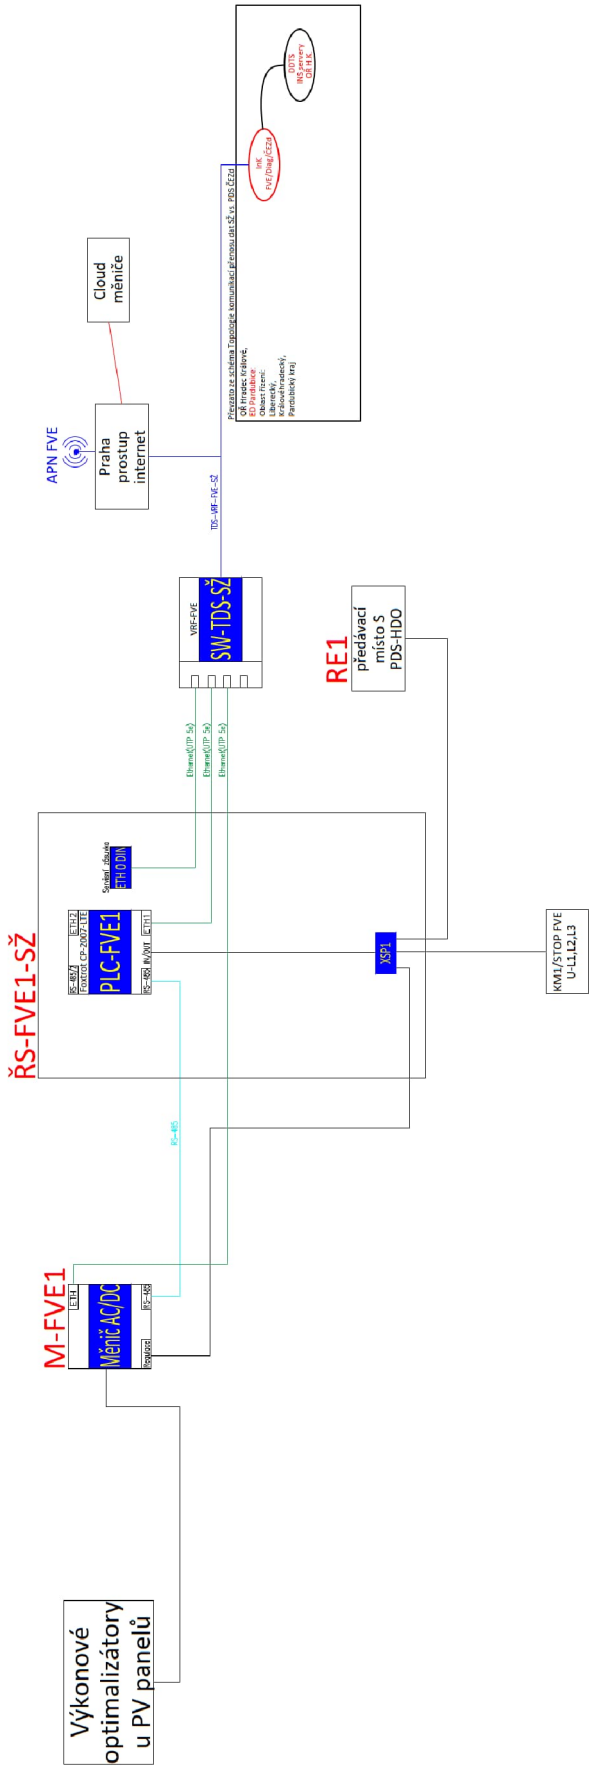 DDTS
INS servery
OŘ H.K
InK
FVE/Diag/ČEZd
Převzato ze schéma Topologie komunikací přenosu dat SŽ vs. PDS ČEZd
OŘ Hradec Králové,
ED Pardubice:
Oblast řízení:
Liberecký,
Královéhradecký,
Pardubický kraj
Cloud
měniče
APN FVE
Praha
prostup
internet
TDS-VRF-FVE-SŽ
VRF-FVE
SW-TDS-SŽ
RE1
předávací
místo S
PDS-HDO
Ethernet(UTP 5e)
Ethernet(UTP 5e)
Ethernet(UTP 5e)
ŘS-FVE1-SŽ
Servisní zásuvka
ETH O DIN
RS-485/2
ETH 2
Foxtrot CP-2007-LTE
PLC-FVE1
RS-485
IN/OUT
ETH 1
XSP1
KM1/STOP FVE
U-L1,L2,L3
RS-485
M-FVE1
ETH
Měnič AC/DC
Regulace
RS-485
Výkonové
optimalizátory
u PV panelů